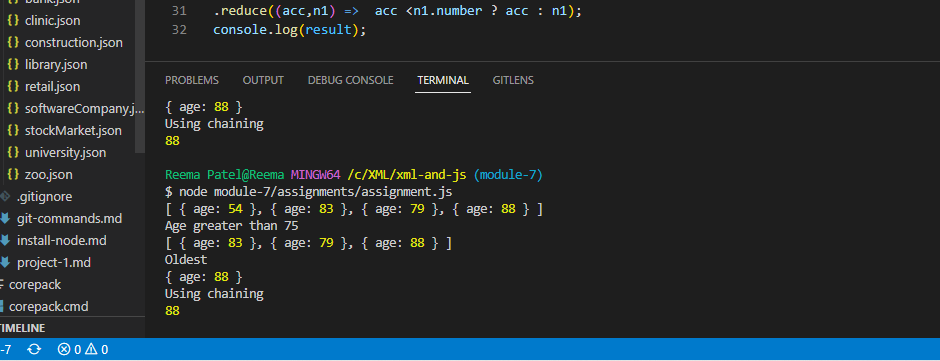 bank.json
clinic.json
construction.json
library.json
retail.json
softwareCompany.j...
stockMarket.json
university.json
zoo.json
.gitignore
git-commands.md
install-node.md
project-1.md
corepack
corepack.cmd
TIMELINE
31 .reduce((acc,n1) => acc <n1.number ? acc : n1);
32 console.log(result);
PROBLEMS OUTPUT DEBUG CONSOLE TERMINAL GITLENS
{ age: 88 }
Using chaining
88
Reema Patel@Reema MINGW64 /c/XML/xml-and-js (module-7)
$ node module-7/assignments/assignment.js
[ { age: 54 }, { age: 83 }, { age: 79 }, { age: 88 } ]
Age greater than 75
[ { age: 83 }, { age: 79 }, { age: 88 } ]
Oldest
{ age: 88 }
Using chaining
88
-7 0 0